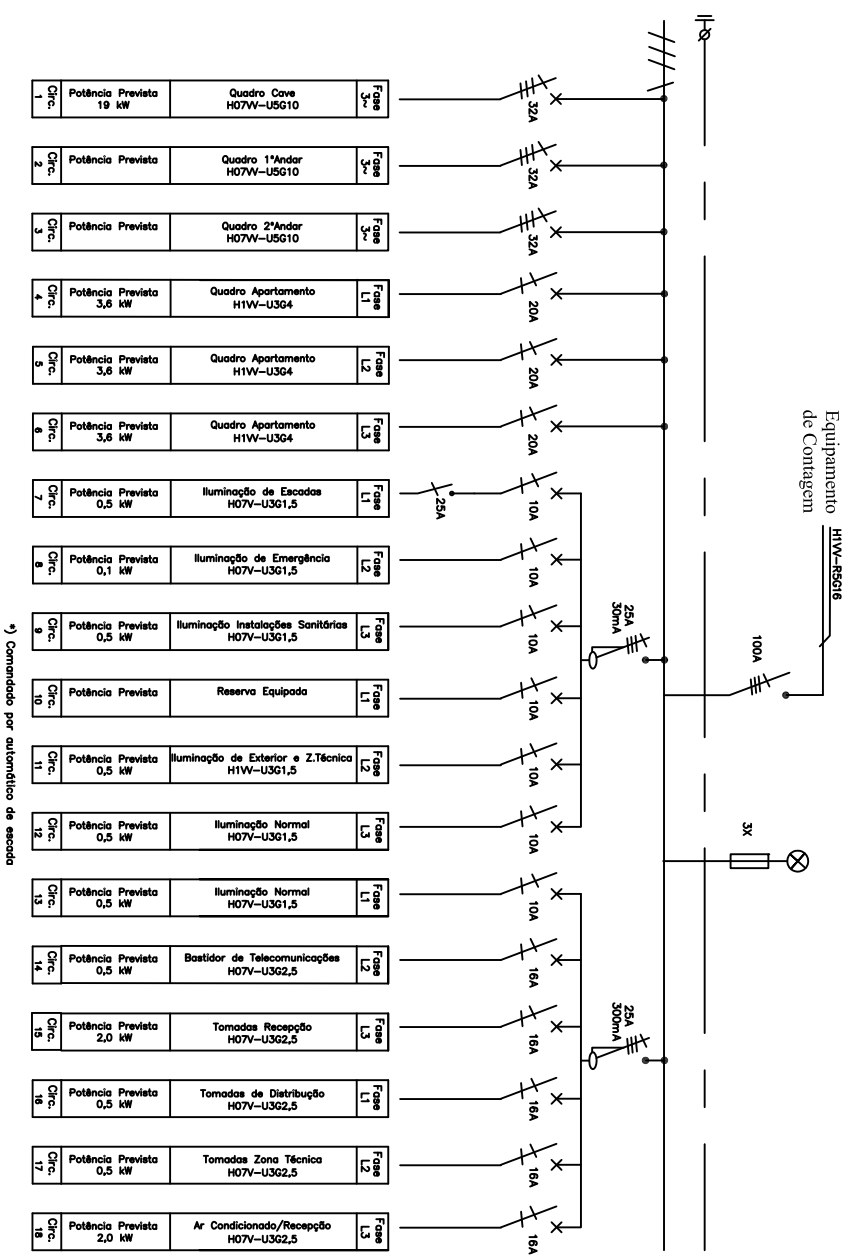 Equipamento
de Contagem
H1VV-R5G16
100A
3X
25A
30mA
25A
300mA
32A
Fase
3~
Quadro Cave
H07VV-U5G10
Potência Prevista
19 kW
Circ.
1
32A
Fase
3~
Quadro 1ºAndar
H07VV-U5G10
Potência Prevista
Circ.
2
32A
Fase
3~
Quadro 2ºAndar
H07VV-U5G10
Potência Prevista
Circ.
3
20A
Fase
L1
Quadro Apartamento
H1VV-U3G4
Potência Prevista
3,6 kW
Circ.
4
20A
Fase
L2
Quadro Apartamento
H1VV-U3G4
Potência Prevista
3,6 kW
Circ.
5
20A
Fase
L3
Quadro Apartamento
H1VV-U3G4
Potência Prevista
3,6 kW
Circ.
6
10A
25A
Fase
L1
Iluminação de Escadas
H07V-U3G1,5
Potência Prevista
0,5 kW
Circ.
7
10A
Fase
L2
Iluminação de Emergência
H07V-U3G1,5
Potência Prevista
0,1 kW
Circ.
8
10A
Fase
L3
Iluminação Instalações Sanitárias
H07V-U3G1,5
Potência Prevista
0,5 kW
Circ.
9
10A
Fase
L1
Reserva Equipada
Potência Prevista
Circ.
10
10A
Fase
L2
Iluminação de Exterior e Z.Técnica
H1VV-U3G1,5
Potência Prevista
0,5 kW
Circ.
11
10A
Fase
L3
Iluminação Normal
H07V-U3G1,5
Potência Prevista
0,5 kW
Circ.
12
10A
Fase
L1
Iluminação Normal
H07V-U3G1,5
Potência Prevista
0,5 kW
Circ.
13
16A
Fase
L2
Bastidor de Telecomunicações
H07V-U3G2,5
Potência Prevista
0,5 kW
Circ.
14
16A
Fase
L3
Tomadas Recepção
H07V-U3G2,5
Potência Prevista
2,0 kW
Circ.
15
16A
Fase
L1
Tomadas de Distribução
H07V-U3G2,5
Potência Prevista
0,5 kW
Circ.
16
16A
Fase
L2
Tomadas Zona Técnica
H07V-U3G2,5
Potência Prevista
0,5 kW
Circ.
17
16A
Fase
L3
Ar Condicionado/Recepção
H07V-U3G2,5
Potência Prevista
2,0 kW
Circ.
18
*) Comandado por automático de escada